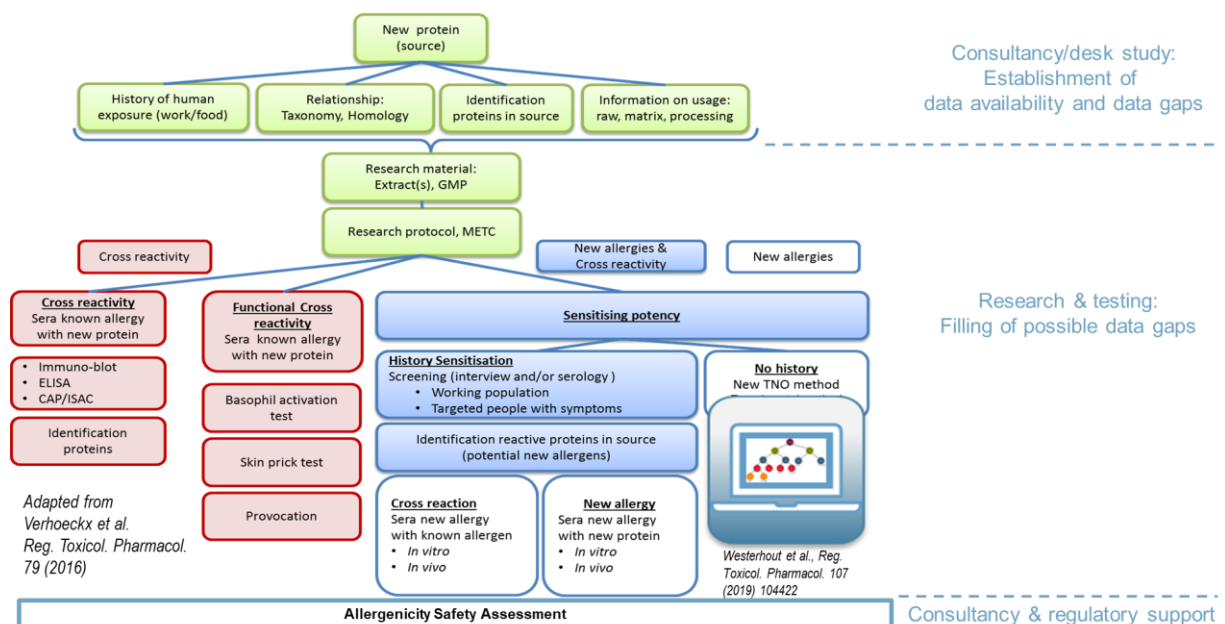 New protein
(source)
Consultancy/desk study:
Establishment of
data availability and data gaps
History of human
exposure (work/food)
Relationship:
Taxonomy, Homology
Identification
proteins in source
Information on usage:
raw, matrix, processing
Research material:
Extract(s), GMP
Research protocol, METC
Cross reactivity
New allergies &
Cross reactivity
New allergies
Cross reactivity
Sera known allergy
with new protein
Functional Cross
reactivity
Sera known allergy
with new protein
Sensitising potency
Research & testing:
Filling of possible data gaps
• Immuno-blot
• ELISA
• CAP/ISAC
Identification
proteins
Basophil activation
test
Skin prick test
Provocation
History Sensitisation
Screening (interview and/or serology )
• Working population
• Targeted people with symptoms
No history
New TNO method
Identification reactive proteins in source
(potential new allergens)
Cross reaction
Sera new allergy
with known allergen
• In vitro
• In vivo
New allergy
Sera new allergy
with new protein
• In vitro
• In vivo
Adapted from
Verhoeckx et al.
Reg. Toxicol. Pharmacol.
79 (2016)
Westerhout et al., Reg.
Toxicol. Pharmacol. 107
(2019) 104422
Allergenicity Safety Assessment
Consultancy & regulatory support